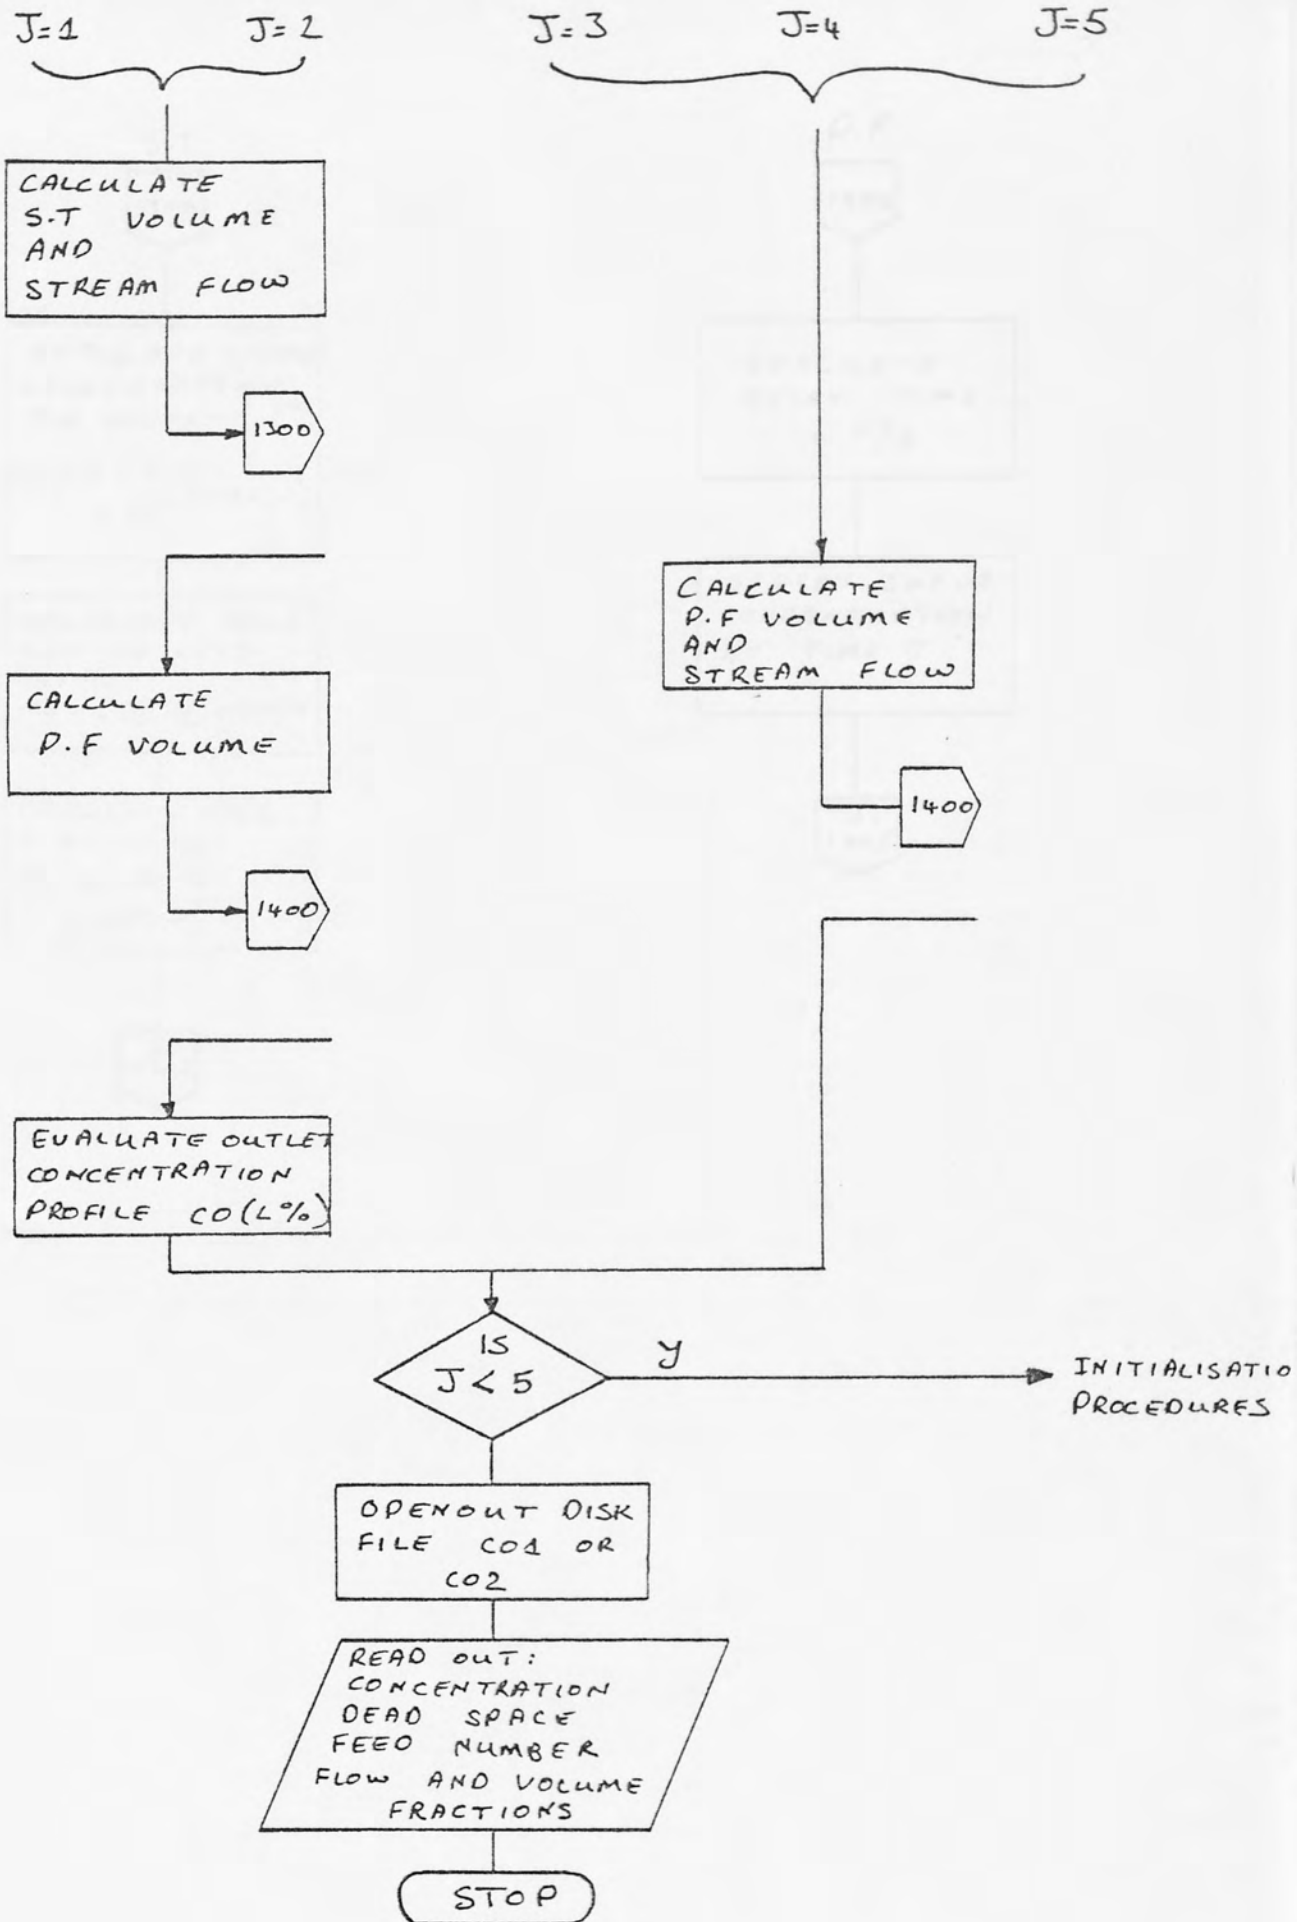 J=1 J=2 J=3 J=4 J=5
CALCULATE
S.T VOLUME
AND
STREAM FLOW
1300
CALCULATE
P.F VOLUME
AND
STREAM FLOW
CALCULATE
P.F VOLUME
1400
1400
EVALUATE OUTLET
CONCENTRATION
PROFILE CO(L%)
IS
J < 5
Y
INITIALISATIO
PROCEDURES
OPENOUT DISK
FILE CO1 OR
CO2
READ OUT:
CONCENTRATION
DEAD SPACE
FEED NUMBER
FLOW AND VOLUME
FRACTIONS
STOP